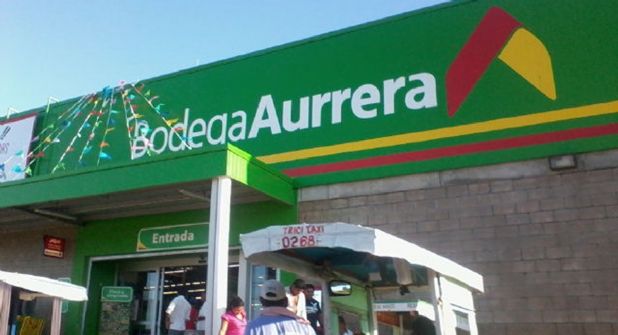 Bodega Aurrera
Entrada
TRICI TAXI
0268